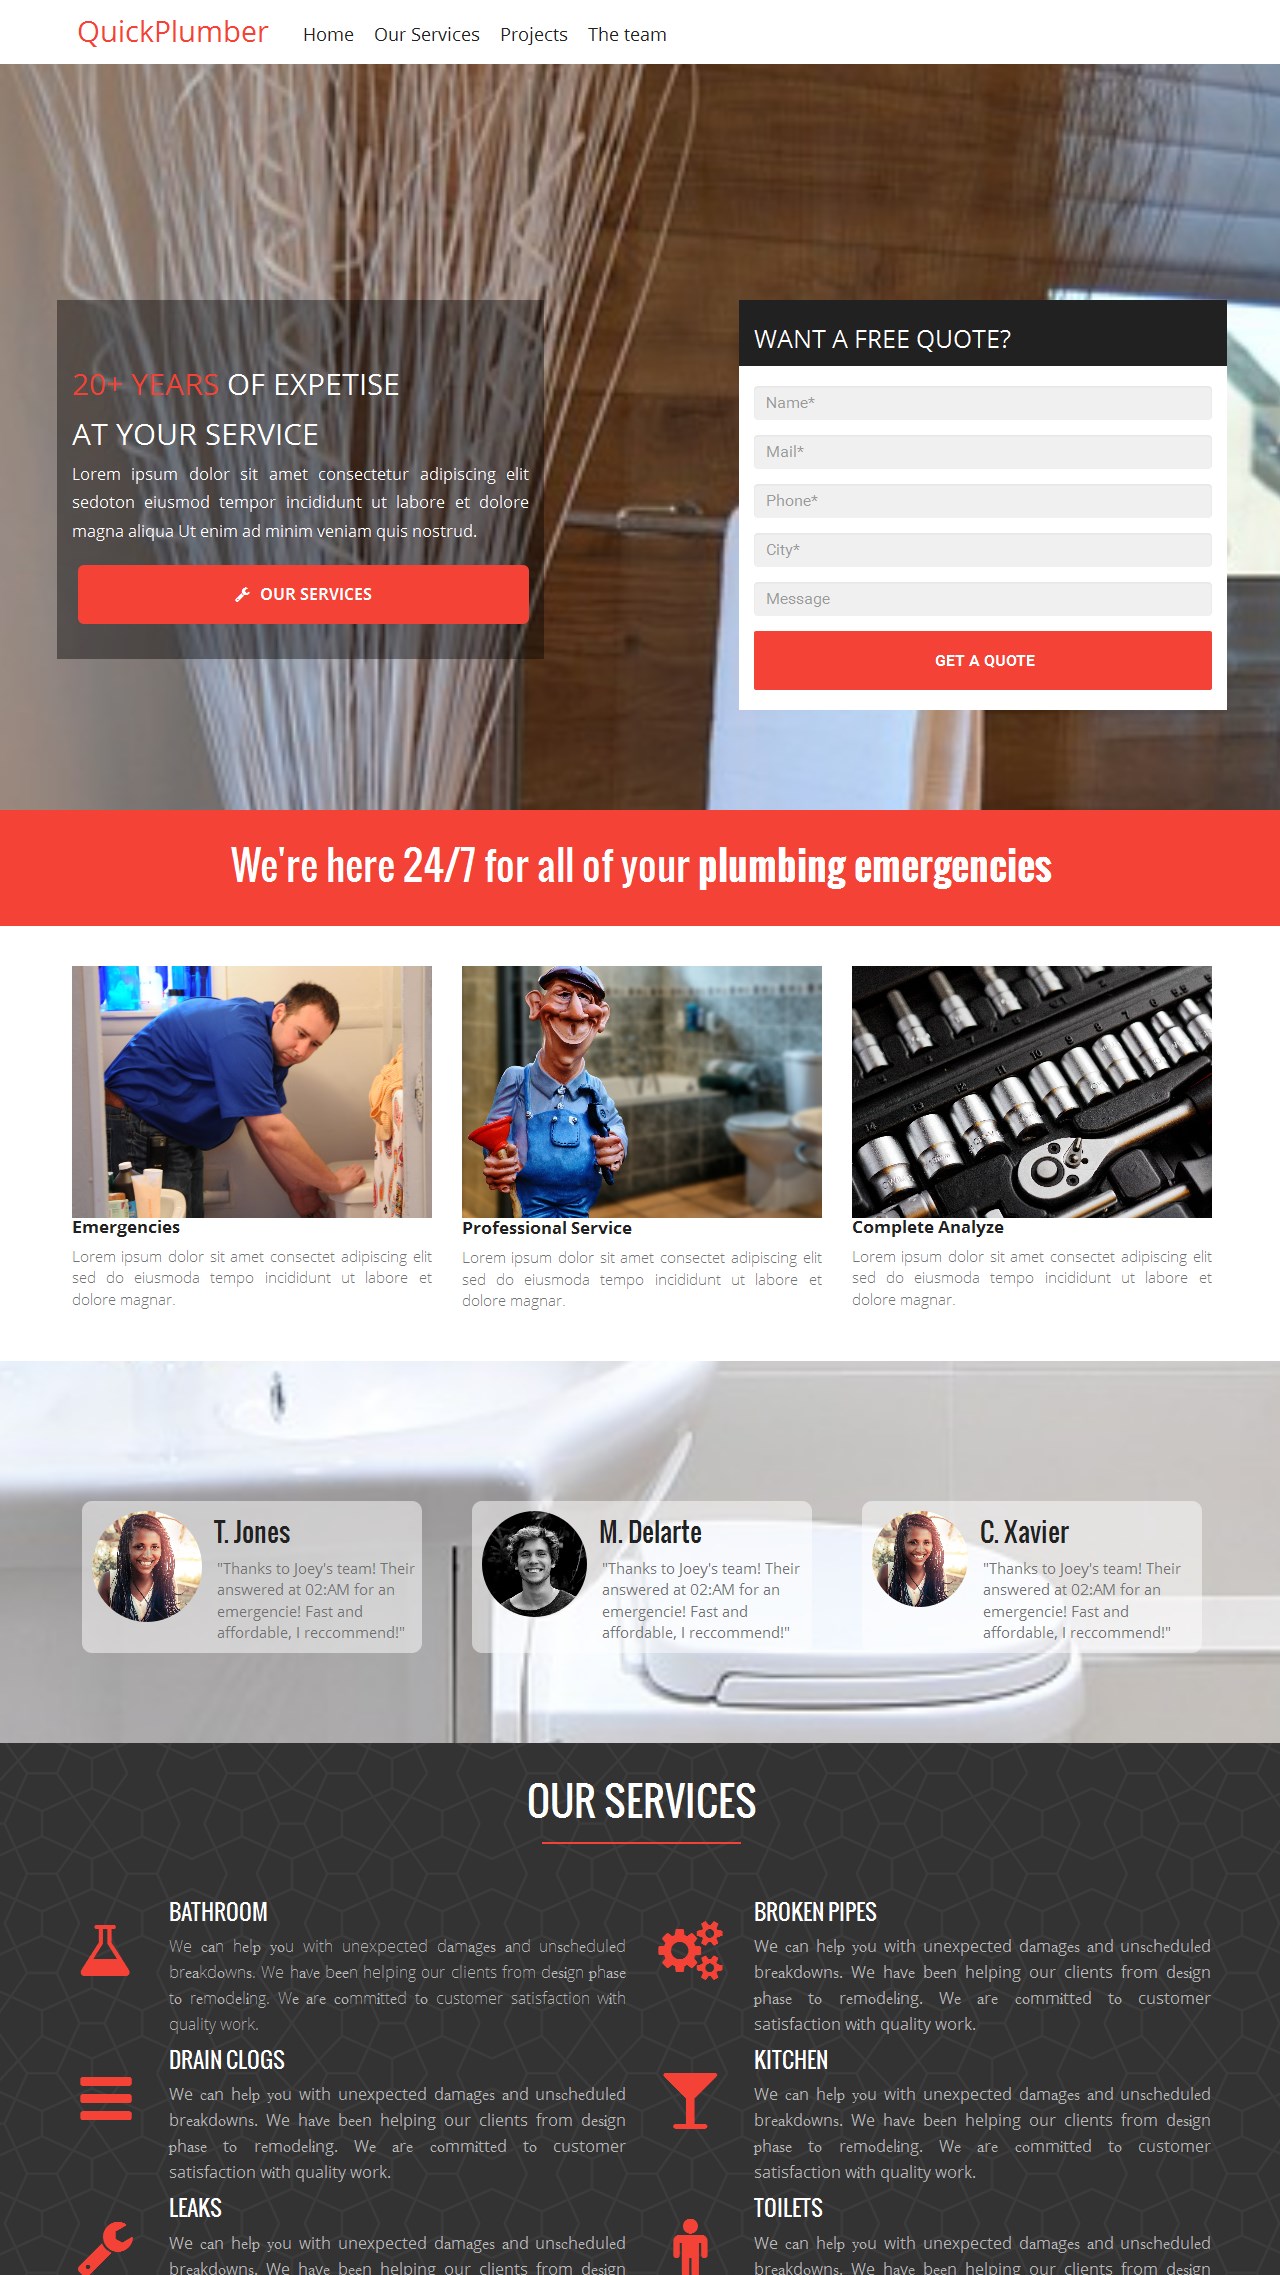 QuickPlumber
Home Our Services Projects The team
20+ YEARS OF EXPETISE
AT YOUR SERVICE
Lorem ipsum dolor sit amet consectetur adipiscing elit
sedoton eiusmod tempor incididunt ut labore et dolore
magna aliqua Ut enim ad minim veniam quis nostrud.
OUR SERVICES
WANT A FREE QUOTE?
Name*
Mail*
Phone*
City*
Message
GET A QUOTE
We're here 24/7 for all of your plumbing emergencies
Emergencies
Lorem ipsum dolor sit amet consectet adipiscing elit
sed do eiusmoda tempo incididunt ut labore et
dolore magnar.
Professional Service
Lorem ipsum dolor sit amet consectet adipiscing elit
sed do eiusmoda tempo incididunt ut labore et
dolore magnar.
Complete Analyze
Lorem ipsum dolor sit amet consectet adipiscing elit
sed do eiusmoda tempo incididunt ut labore et
dolore magnar.
T. Jones
"Thanks to Joey's team! Their
answered at 02:AM for an
emergencie! Fast and
affordable, I reccommend!"
M. Delarte
"Thanks to Joey's team! Their
answered at 02:AM for an
emergencie! Fast and
affordable, I reccommend!"
C. Xavier
"Thanks to Joey's team! Their
answered at 02:AM for an
emergencie! Fast and
affordable, I reccommend!"
OUR SERVICES
BATHROOM
We can help you with unexpected damages and unscheduled
breakdowns. We have been helping our clients from design phase
to remodeling. We are committed to customer satisfaction with
quality work.
BROKEN PIPES
We can help you with unexpected damages and unscheduled
breakdowns. We have been helping our clients from design
phase to remodeling. We are committed to customer
satisfaction with quality work.
DRAIN CLOGS
We can help you with unexpected damages and unscheduled
breakdowns. We have been helping our clients from design
phase to remodeling. We are committed to customer
satisfaction with quality work.
KITCHEN
We can help you with unexpected damages and unscheduled
breakdowns. We have been helping our clients from design
phase to remodeling. We are committed to customer
satisfaction with quality work.
LEAKS
We can help you with unexpected damages and unscheduled
breakdowns. We have been helping our clients from design
TOILETS
We can help you with unexpected damages and unscheduled
breakdowns. We have been helping our clients from design